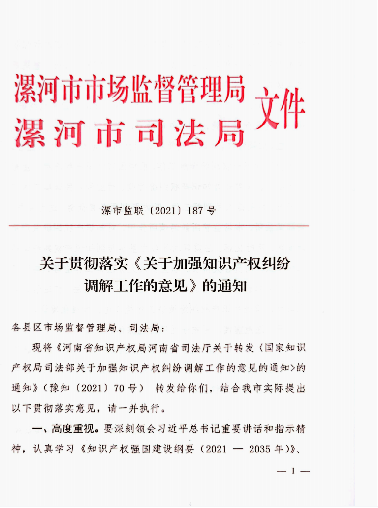 漯河市市场监督管理局
漯河市司法局
文件
漯市监联〔2021〕187号
关于贯彻落实《关于加强知识产权纠纷
调解工作的意见》的通知
各县区市场监督管理局、司法局：
现将《河南省知识产权局河南省司法厅关于转发〈国家知识
产权局司法部关于加强知识产权纠纷调解工作的意见的通知>的
通知》（豫知〔2021〕70号） 转发给你们，结合我市实际提出
以下贯彻落实意见，请一并执行。
一、高度重视。要深刻领会习近平总书记重要讲话和指示精
神，认真学习《知识产权强国建设纲要（2021 — 2035 年）》、
— 1 —